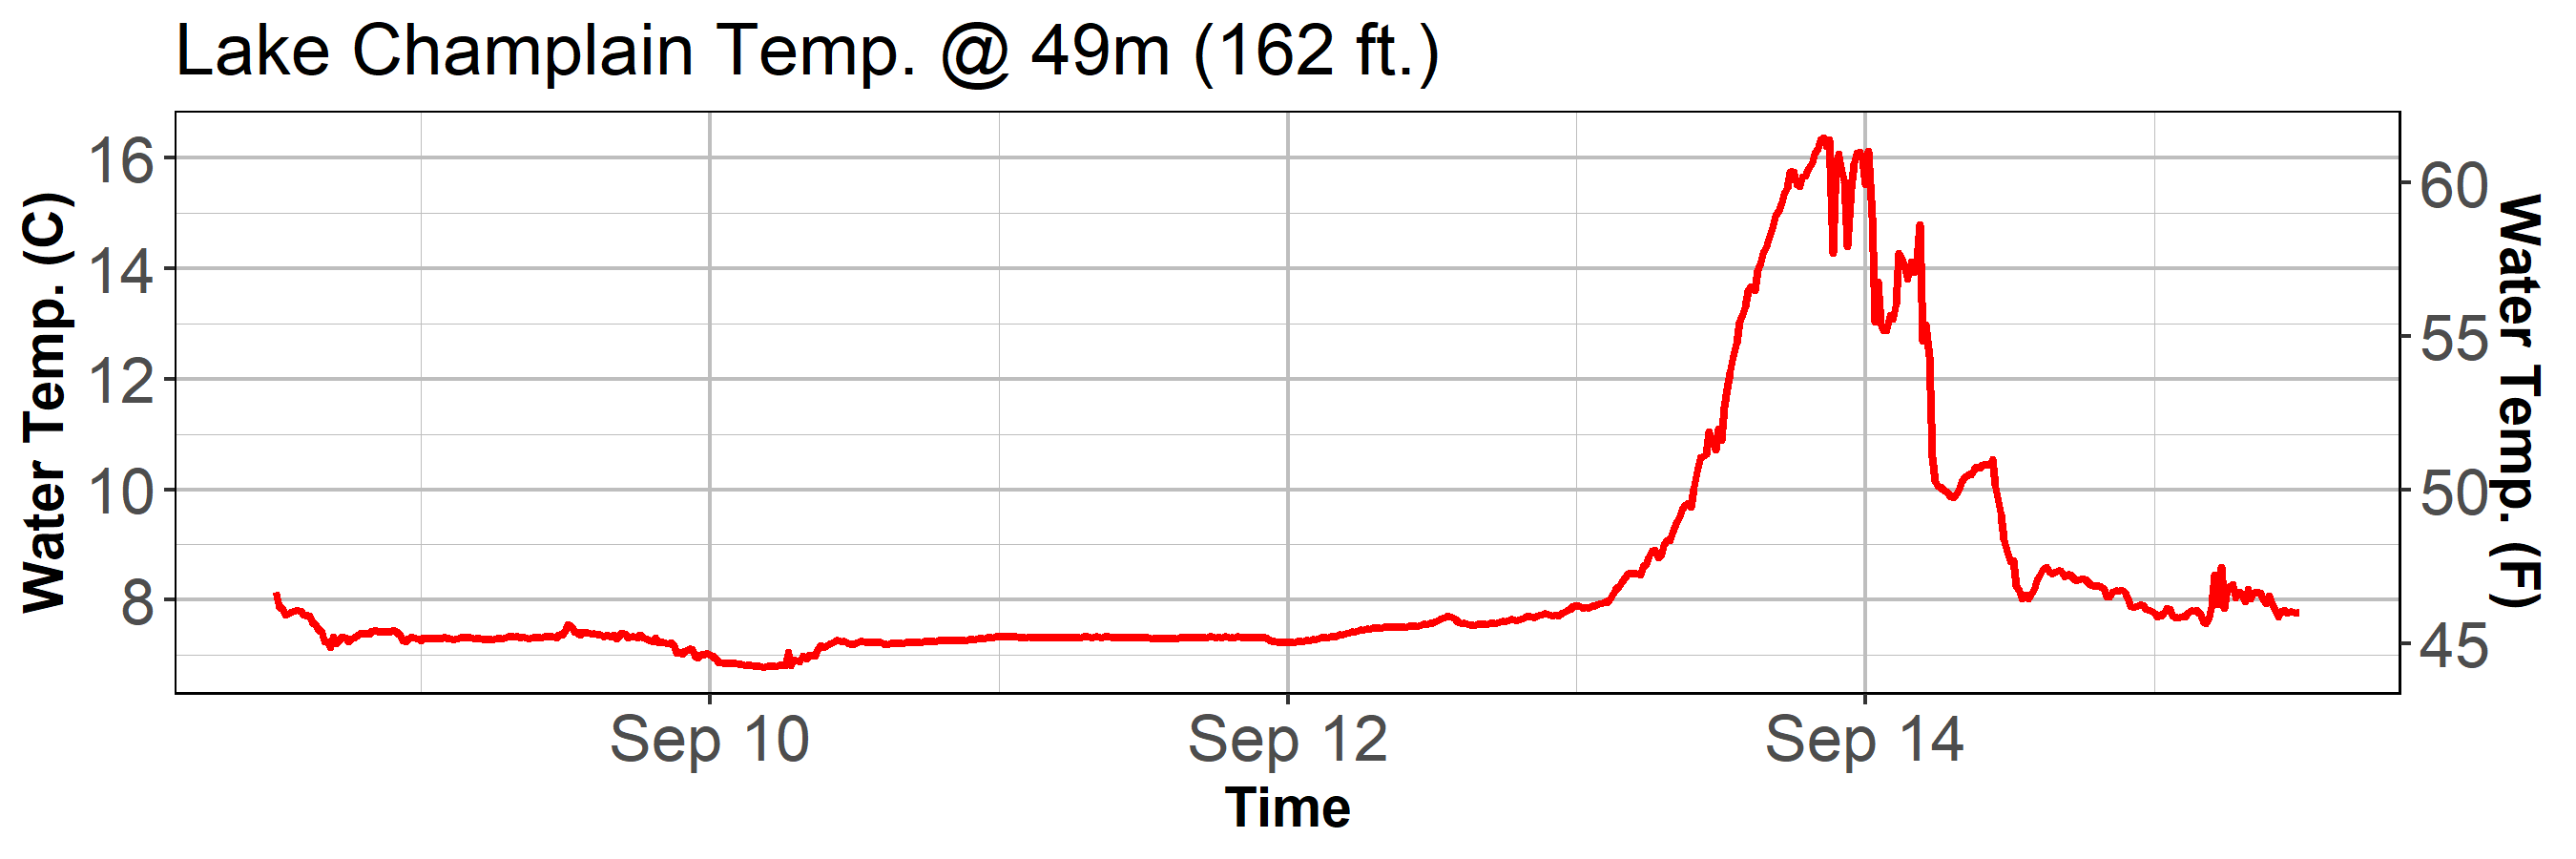 Lake Champlain Temp. @ 49m (162 ft.)
Water Temp. (C)
16
14
12
10
8
60
55
50
45
Water Temp. (F)
Sep 10
Sep 12
Sep 14
Time